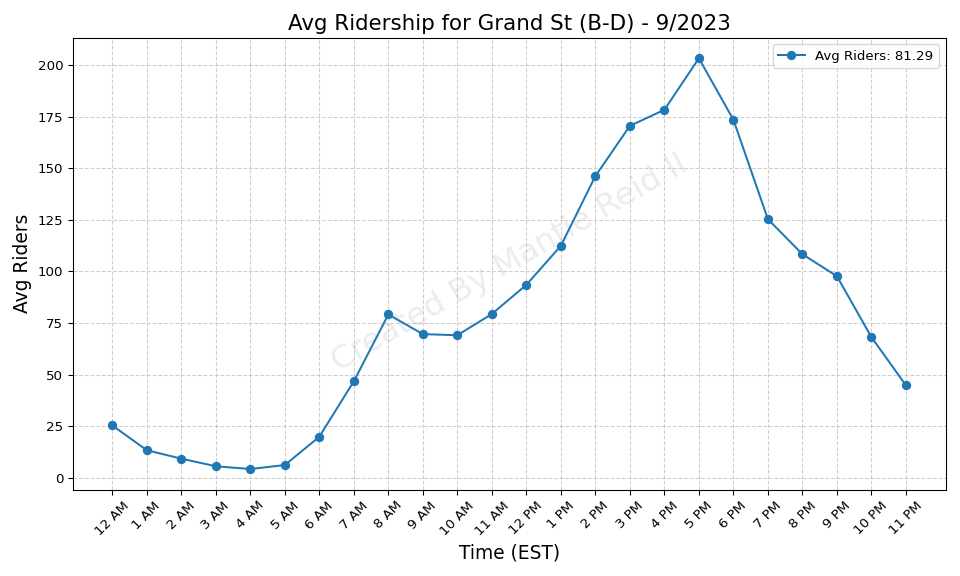 Avg Ridership for Grand St (B-D) - 9/2023
Avg Riders: 81.29
Avg Riders
200
175
150
125
100
75
50
25
0
Created By Mantre Reid II
12 AM
1 AM
2 AM
3 AM
4 AM
5 AM
6 AM
7 AM
8 AM
9 AM
10 AM
11 AM
12 PM
1 PM
2 PM
3 PM
4 PM
5 PM
6 PM
7 PM
8 PM
9 PM
10 PM
11 PM
Time (EST)